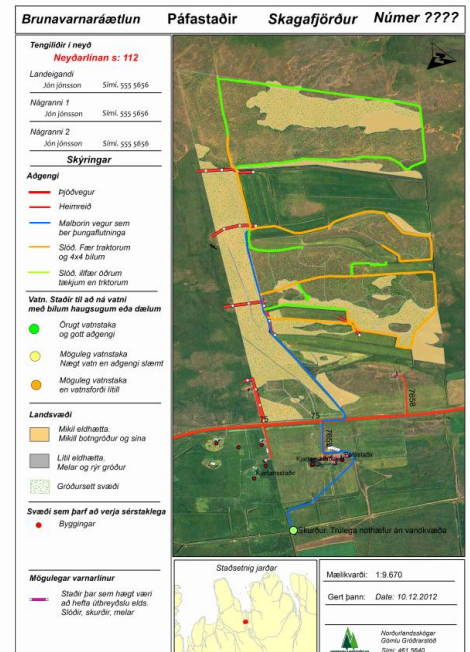 Brunavarnaráætlun Páfastaðir Skagafjörður Númer ????
Tengiliðir í neyð
Neyðarlínan s: 112
Landeigandi
Jón jónsson Sími. 555 5656
Nágranni 1
Jón jónsson Sími. 555 5656
Nágranni 2
Jón jónsson Sími. 555 5656
Skýringar
Aðgengi
Þjóðvegur
Heimreið
Malborin vegur sem
ber þungaflutninga
Slóð. Fær traktorum
og 4x4 bílum
Slóð. illfær öðrum
tækjum en trktorum
Vatn. Staðir til að ná vatni
með bílum haugsugum eða dælum
Örugt vatnstaka
og gott aðgengi
Möguleg vatnstaka
Nægt vatn en aðgengi slæmt
Möguleg vatnstaka
en vatnsforði lítill
Landsvæði
Mikil eldhætta.
Mikill botngróður og sina
Lítil eldhætta.
Melar og rýr gróður
Gróðursett svæði
Svæði sem þarf að verja sérstaklega
Byggingar
Mögulegar varnarlínur
Staðir þar sem hægt væri
að hefta útbreyðslu elds.
Slóðir, skurðir, melar
7658
75
75
Kjartansstaðir
Skurður. Trúlega nothæfur án vandkvæða
Staðsetnig jarðar
Mælikvarði: 1:9.670
Gert þann: Date: 10.12.2012
Norðurlandsskógar
Gömlu Gróðrarstöð
Sími: 461 5640